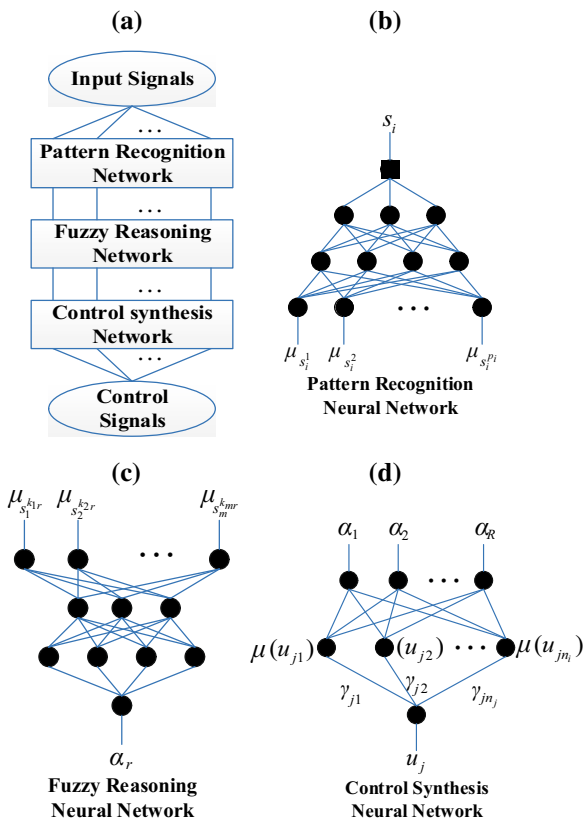 (a)
Input Signals
...
Pattern Recognition
Network
...
Fuzzy Reasoning
Network
...
Control synthesis
Network
...
Control
Signals
(b)
s_i
...
μ_{s_i^1} μ_{s_i^2} μ_{s_i^{p_i}}
Pattern Recognition
Neural Network
(c)
μ_{s_1^{k_{1r}}} μ_{s_2^{k_{2r}}} μ_{s_m^{k_{mr}}}
...
α_r
Fuzzy Reasoning
Neural Network
(d)
α_1 α_2 α_R
...
μ(u_{j1}) (u_{j2}) ... μ(u_{jn_i})
γ_{j1} γ_{j2} γ_{jn_j}
u_j
Control Synthesis
Neural Network